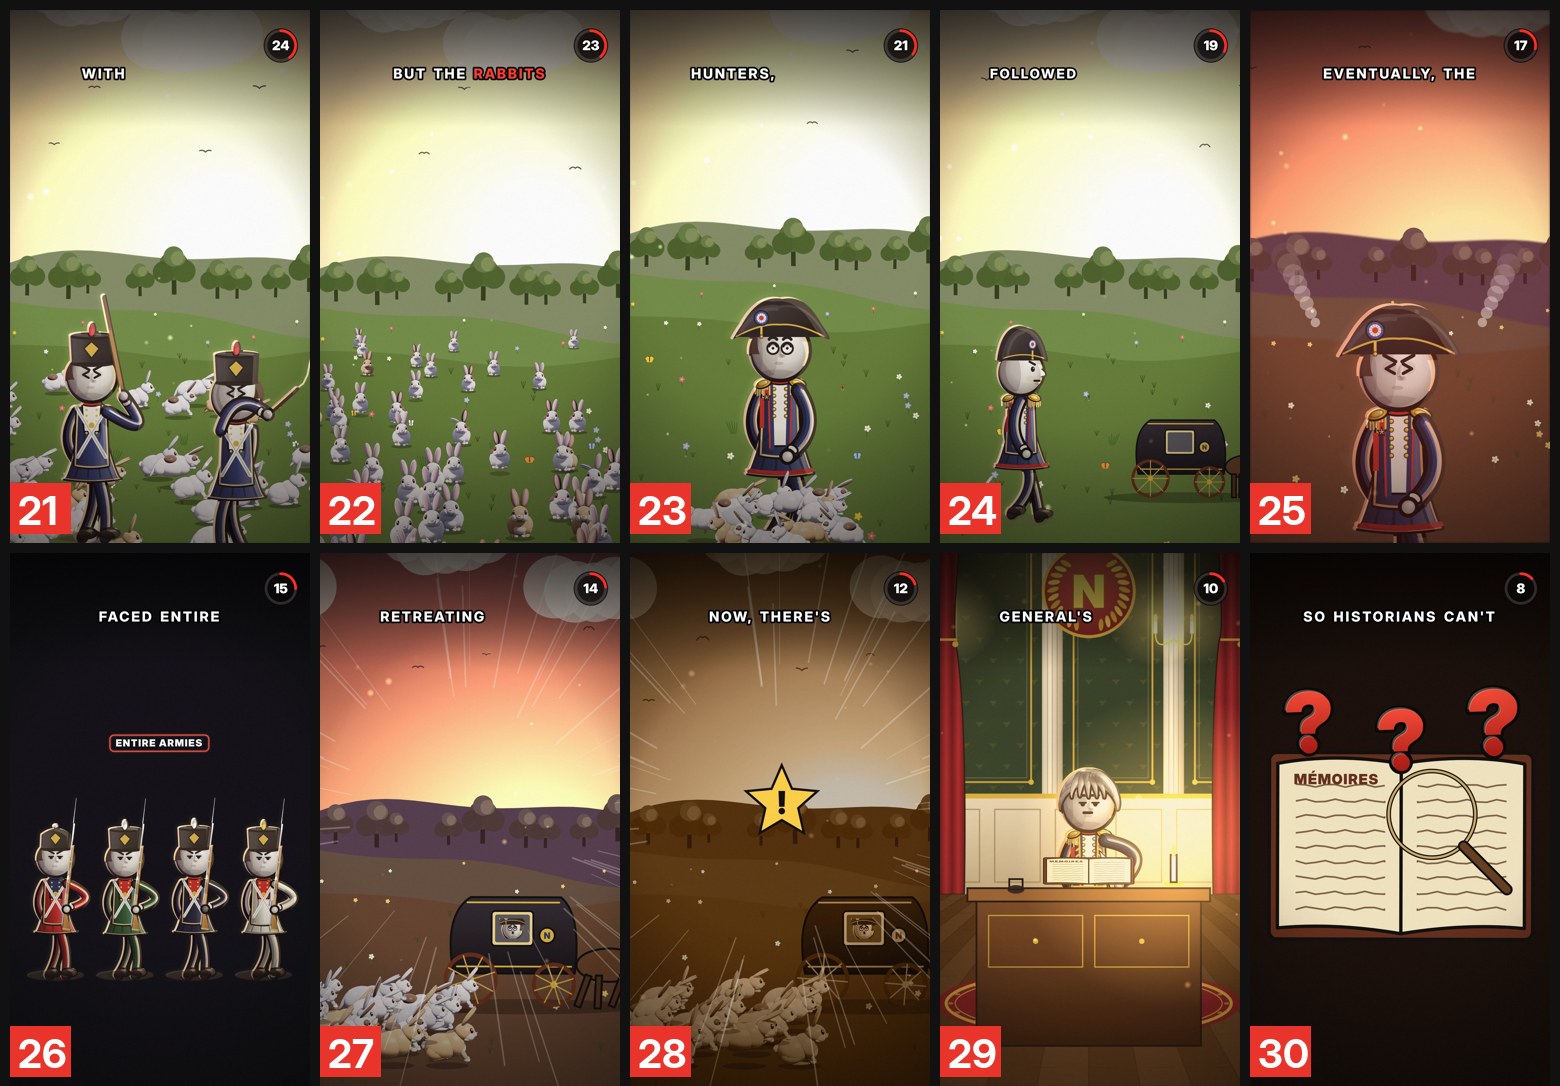 24
WITH
21
23
BUT THE RABBITS
22
21
HUNTERS,
23
19
FOLLOWED
N
24
17
EVENTUALLY, THE
25
15
FACED ENTIRE
ENTIRE ARMIES
26
14
RETREATING
N
27
12
NOW, THERE'S
!
N
28
10
N
GENERAL'S
MÉMOIRES
29
8
SO HISTORIANS CAN'T
? ? ?
MÉMOIRES
30